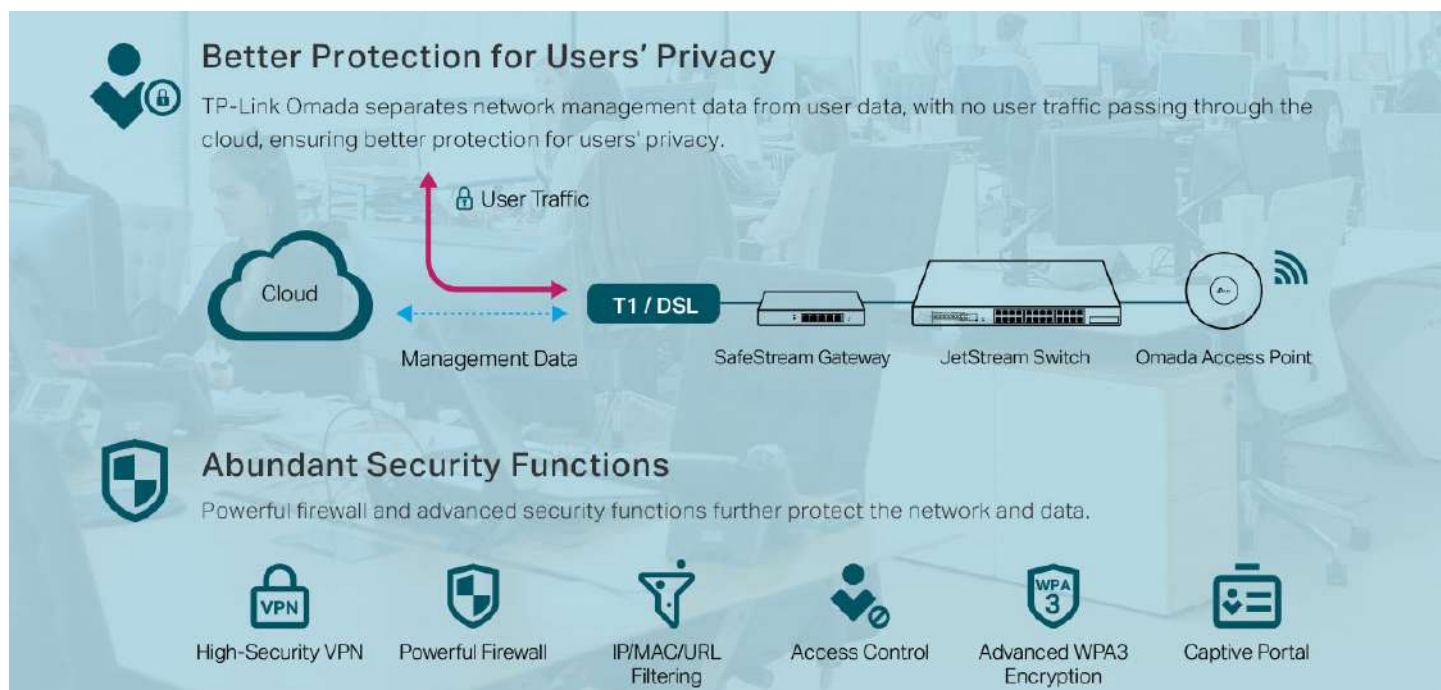 Better Protection for Users' Privacy
TP-Link Omada separates network management data from user data, with no user traffic passing through the
cloud, ensuring better protection for users' privacy.
User Traffic
Cloud
T1 / DSL
Management Data
SafeStream Gateway
JetStream Switch
Omada Access Point
Abundant Security Functions
Powerful firewall and advanced security functions further protect the network and data.
VPN
WPA
3
High-Security VPN
Powerful Firewall
IP/MAC/URL
Filtering
Access Control
Advanced WPA3
Encryption
Captive Portal